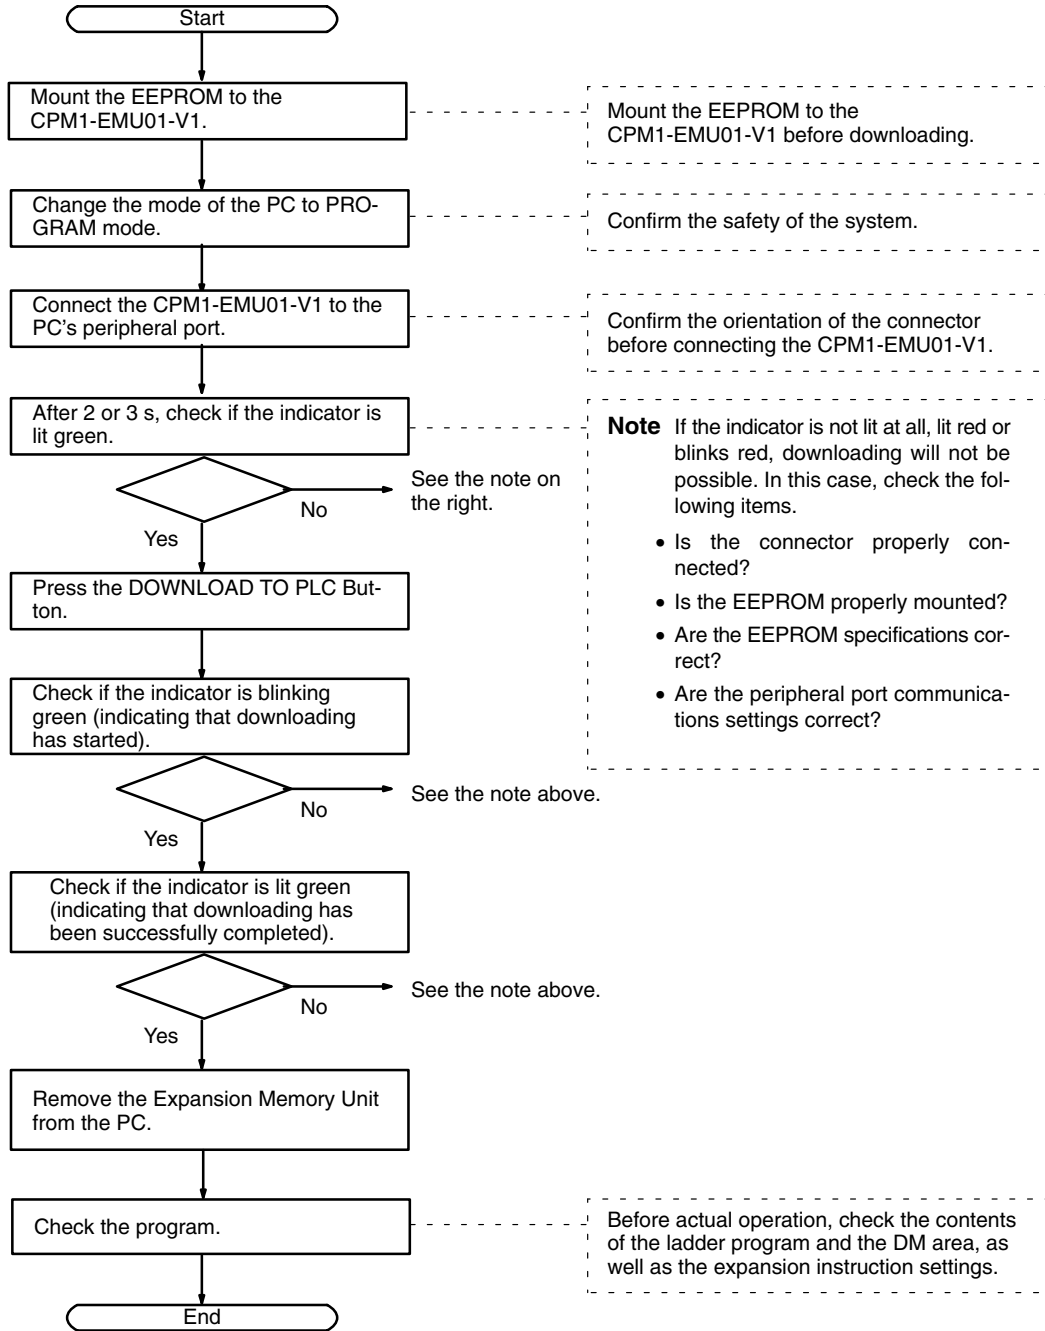 Start
Mount the EEPROM to the
CPM1-EMU01-V1.
Mount the EEPROM to the
CPM1-EMU01-V1 before downloading.
Change the mode of the PC to PRO-
GRAM mode.
Confirm the safety of the system.
Connect the CPM1-EMU01-V1 to the
PC's peripheral port.
Confirm the orientation of the connector
before connecting the CPM1-EMU01-V1.
After 2 or 3 s, check if the indicator is
lit green.
Note If the indicator is not lit at all, lit red or
blinks red, downloading will not be
possible. In this case, check the fol-
lowing items.
• Is the connector properly con-
nected?
• Is the EEPROM properly mounted?
• Are the EEPROM specifications cor-
rect?
• Are the peripheral port communica-
tions settings correct?
No
See the note on
the right.
Yes
Press the DOWNLOAD TO PLC But-
ton.
Check if the indicator is blinking
green (indicating that downloading
has started).
No
See the note above.
Yes
Check if the indicator is lit green
(indicating that downloading has
been successfully completed).
No
See the note above.
Yes
Remove the Expansion Memory Unit
from the PC.
Check the program.
Before actual operation, check the contents
of the ladder program and the DM area, as
well as the expansion instruction settings.
End